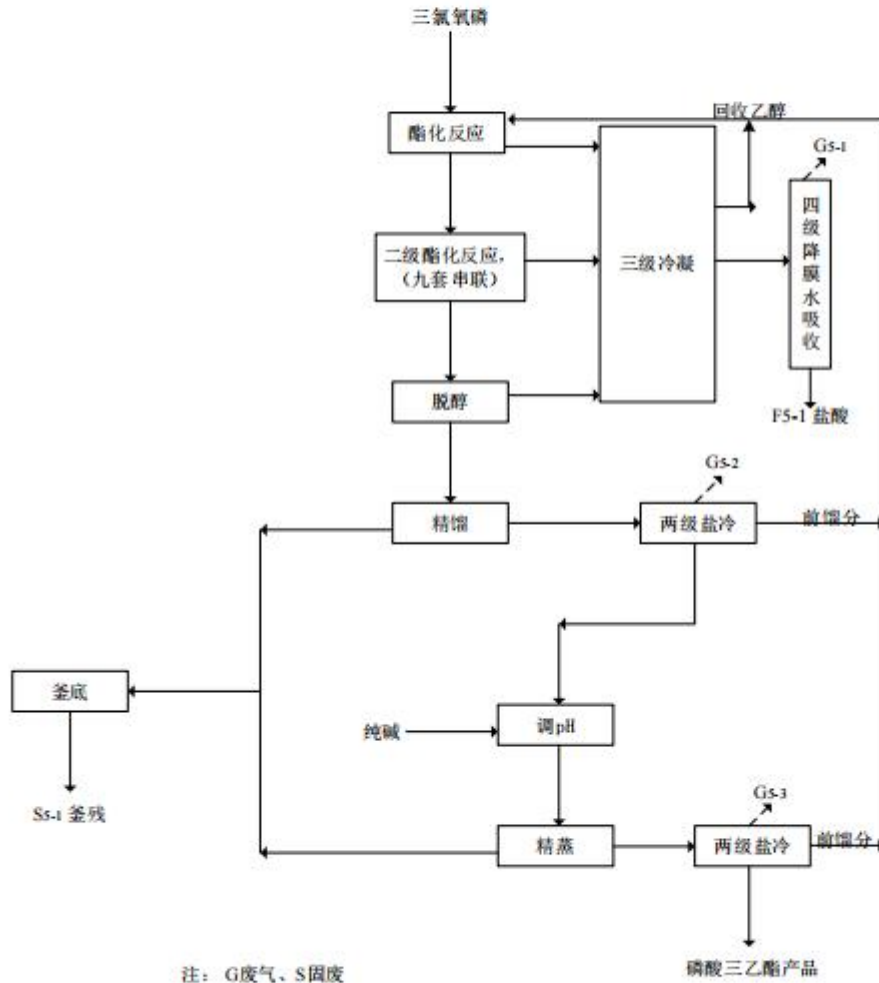 三氯氧磷
回收乙醇
酯化反应
G5-1
二级酯化反应，
（九套串联）
三级冷凝
四级降膜水吸收
脱醇
F5-1 盐酸
G5-2
精馏
两级盐冷
前馏分
釜底
纯碱
调pH
S5-1 釜残
G5-3
精蒸
两级盐冷
前馏分
磷酸三乙酯产品
注： G废气、S固废